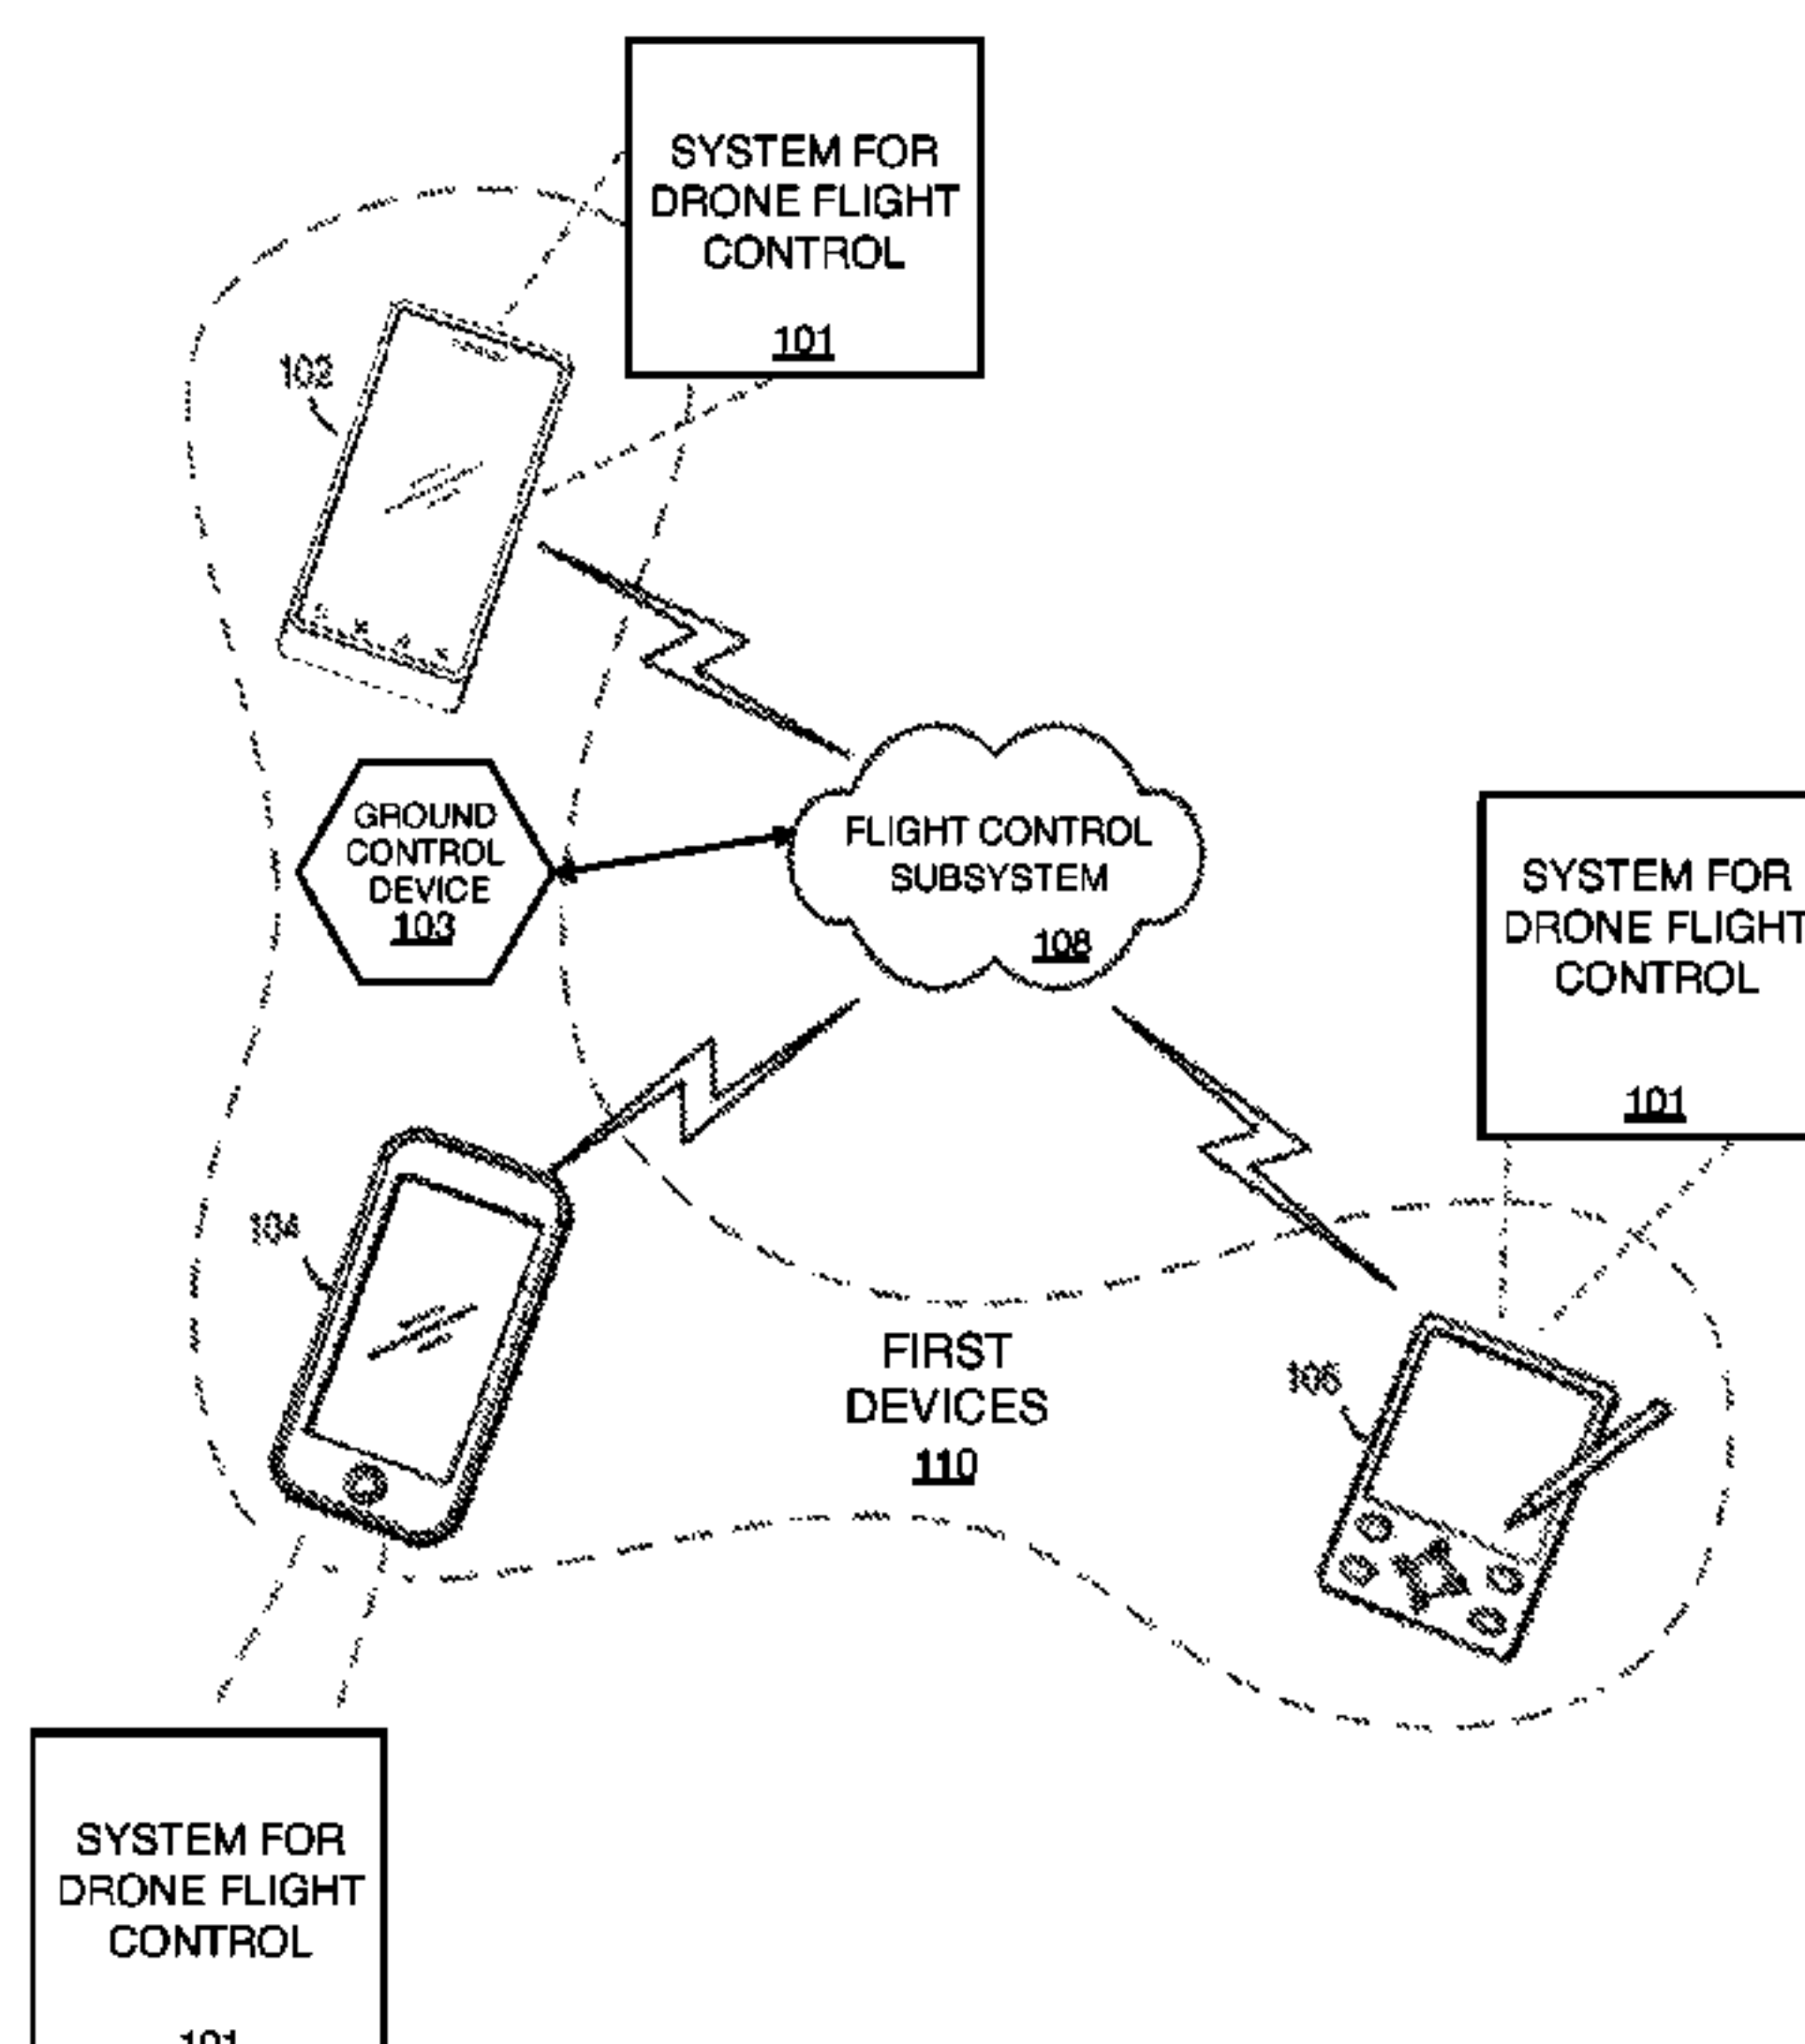 SYSTEM FOR
DRONE FLIGHT
CONTROL
101
102
GROUND
CONTROL
DEVICE
103
FLIGHT CONTROL
SUBSYSTEM
108
SYSTEM FOR
DRONE FLIGHT
CONTROL
101
104
FIRST
DEVICES
110
SYSTEM FOR
DRONE FLIGHT
CONTROL
101